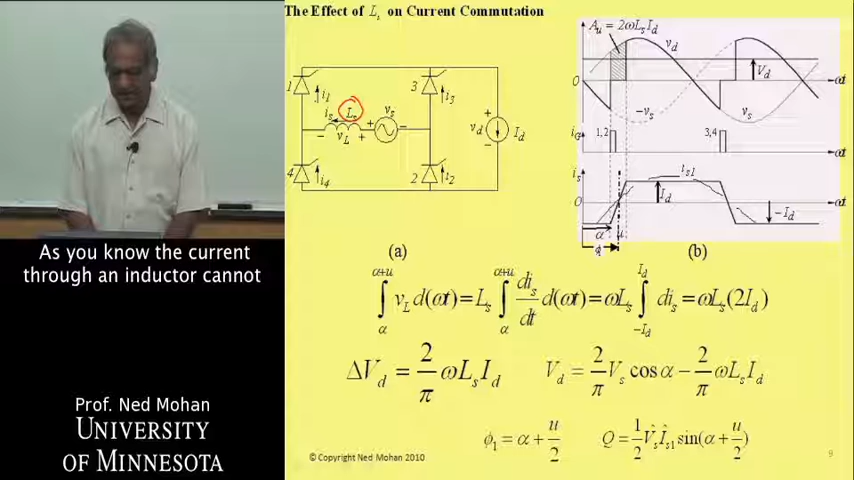 The Effect of Lₛ on Current Commutation
Aᵤ = 2ωLₛI_d
v_d
V_d
0
ωt
−vₛ
vₛ
i_G
1,2
3,4
ωt
iₛ
iₛ₁
0
I_d
−I_d
ωt
α
u
ϕ₁
1
i₁
3
i₃
iₛ
Lₛ
vₛ
+
−
− v_L +
v_d
+
−
I_d
4
i₄
2
i₂
(a)
(b)
∫_α^{α+u} v_L d(ωt) = Lₛ ∫_α^{α+u} diₛ/dt d(ωt) = ωLₛ ∫_{−I_d}^{I_d} diₛ = ωLₛ(2I_d)
ΔV_d = 2/π ωLₛI_d
V_d = 2/π V̂ₛ cos α − 2/π ωLₛI_d
ϕ₁ = α + u/2
Q = 1/2 V̂ₛ Îₛ₁ sin(α + u/2)
© Copyright Ned Mohan 2010
9
As you know the current
through an inductor cannot
Prof. Ned Mohan
UNIVERSITY
OF MINNESOTA